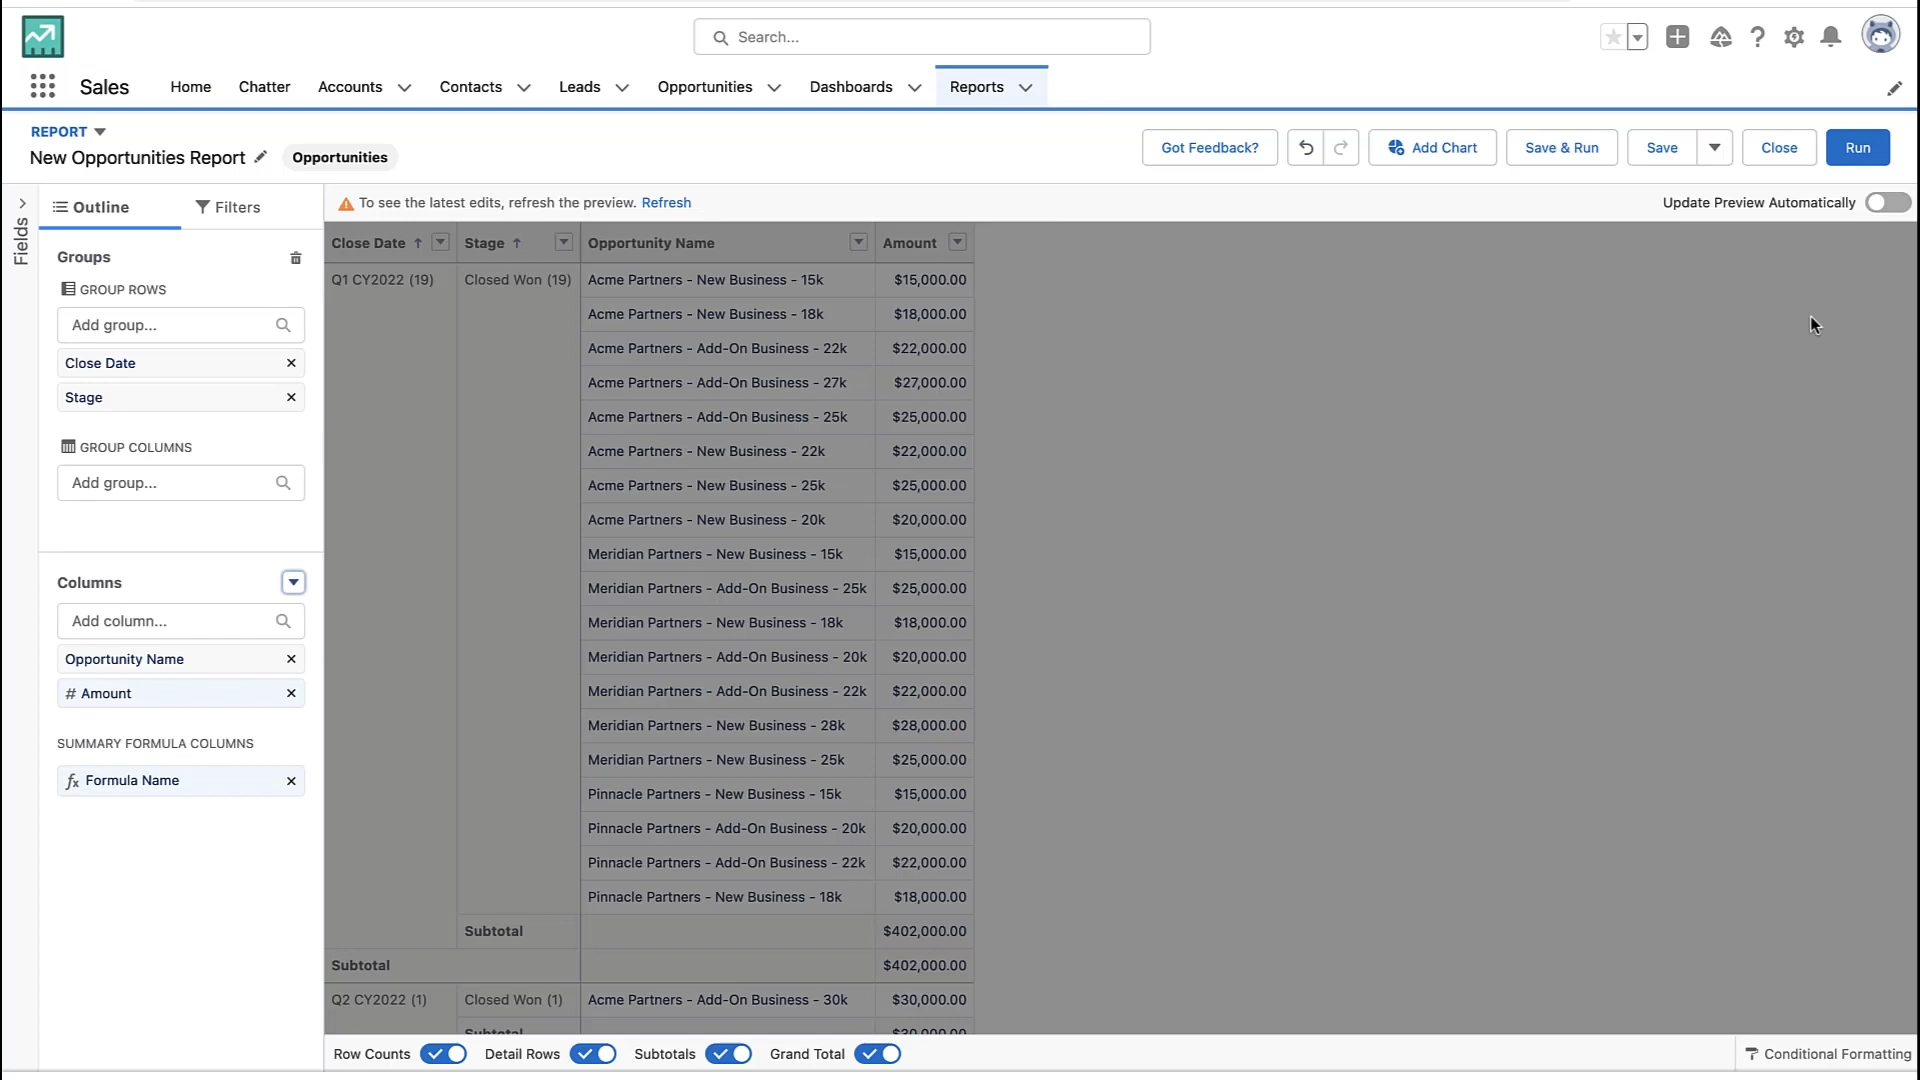 Search...
Sales Home Chatter Accounts Contacts Leads Opportunities Dashboards Reports
REPORT
New Opportunities Report Opportunities
Got Feedback? Add Chart Save & Run Save Close Run
Fields
Outline Filters
To see the latest edits, refresh the preview. Refresh
Update Preview Automatically
Groups
GROUP ROWS
Add group...
Close Date
Stage
GROUP COLUMNS
Add group...
Columns
Add column...
Opportunity Name
# Amount
SUMMARY FORMULA COLUMNS
fx Formula Name
Close Date Stage Opportunity Name Amount
Q1 CY2022 (19) Closed Won (19) Acme Partners - New Business - 15k $15,000.00
Acme Partners - New Business - 18k $18,000.00
Acme Partners - Add-On Business - 22k $22,000.00
Acme Partners - Add-On Business - 27k $27,000.00
Acme Partners - Add-On Business - 25k $25,000.00
Acme Partners - New Business - 22k $22,000.00
Acme Partners - New Business - 25k $25,000.00
Acme Partners - New Business - 20k $20,000.00
Meridian Partners - New Business - 15k $15,000.00
Meridian Partners - Add-On Business - 25k $25,000.00
Meridian Partners - New Business - 18k $18,000.00
Meridian Partners - Add-On Business - 20k $20,000.00
Meridian Partners - Add-On Business - 22k $22,000.00
Meridian Partners - New Business - 28k $28,000.00
Meridian Partners - New Business - 25k $25,000.00
Pinnacle Partners - New Business - 15k $15,000.00
Pinnacle Partners - Add-On Business - 20k $20,000.00
Pinnacle Partners - Add-On Business - 22k $22,000.00
Pinnacle Partners - New Business - 18k $18,000.00
Subtotal $402,000.00
Subtotal $402,000.00
Q2 CY2022 (1) Closed Won (1) Acme Partners - Add-On Business - 30k $30,000.00
Subtotal $30,000.00
Row Counts Detail Rows Subtotals Grand Total Conditional Formatting